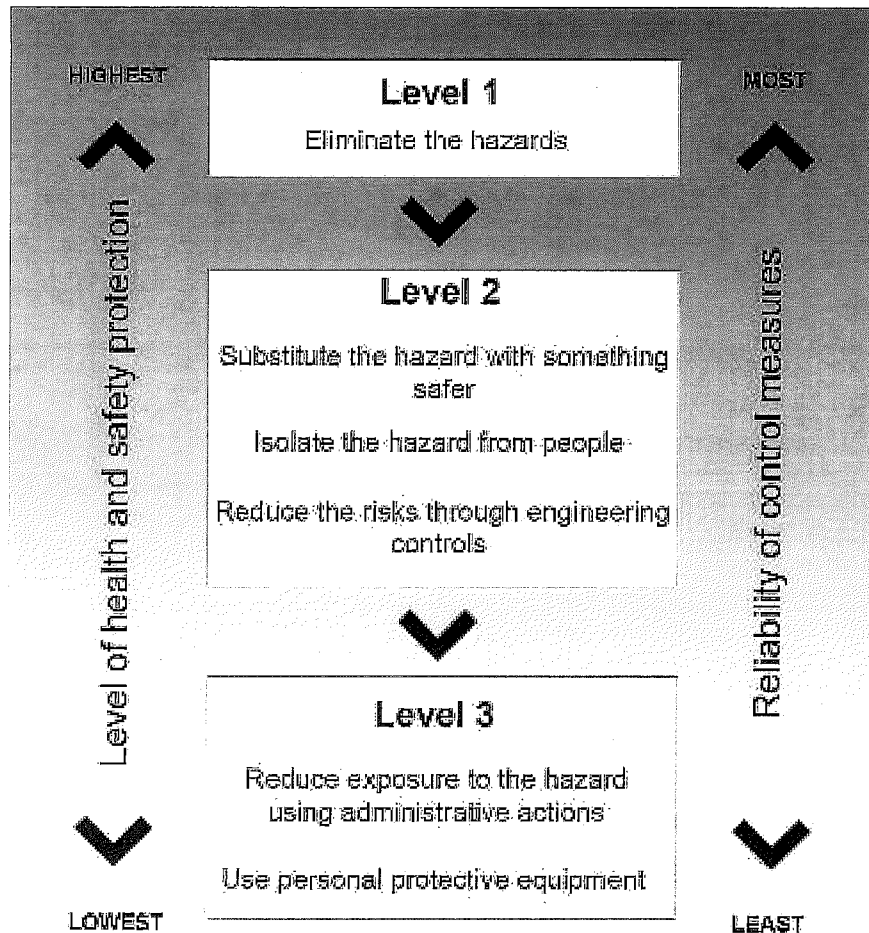 HIGHEST
Level 1
Eliminate the hazards
MOST
Level of health and safety protection
Level 2
Substitute the hazard with something
safer
Isolate the hazard from people
Reduce the risks through engineering
controls
Reliability of control measures
Level 3
Reduce exposure to the hazard
using administrative actions
Use personal protective equipment
LOWEST
LEAST